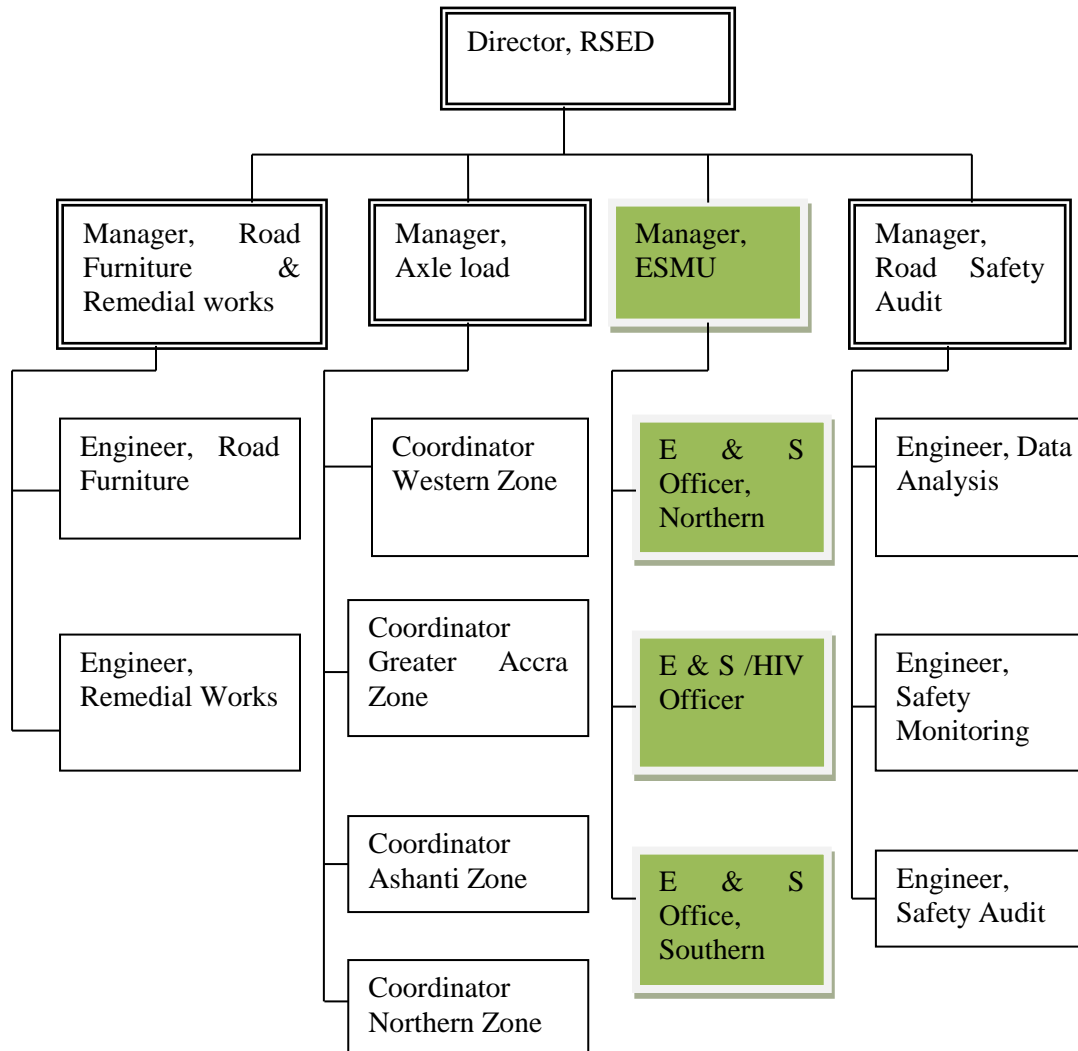 Director, RSED
Manager, Road
Furniture &
Remedial works
Manager,
Axle load
Manager,
ESMU
Manager,
Road Safety
Audit
Engineer, Road
Furniture
Engineer,
Remedial Works
Coordinator
Western Zone
Coordinator
Greater Accra
Zone
Coordinator
Ashanti Zone
Coordinator
Northern Zone
E & S
Officer,
Northern
E & S /HIV
Officer
E & S
Office,
Southern
Engineer, Data
Analysis
Engineer,
Safety
Monitoring
Engineer,
Safety Audit